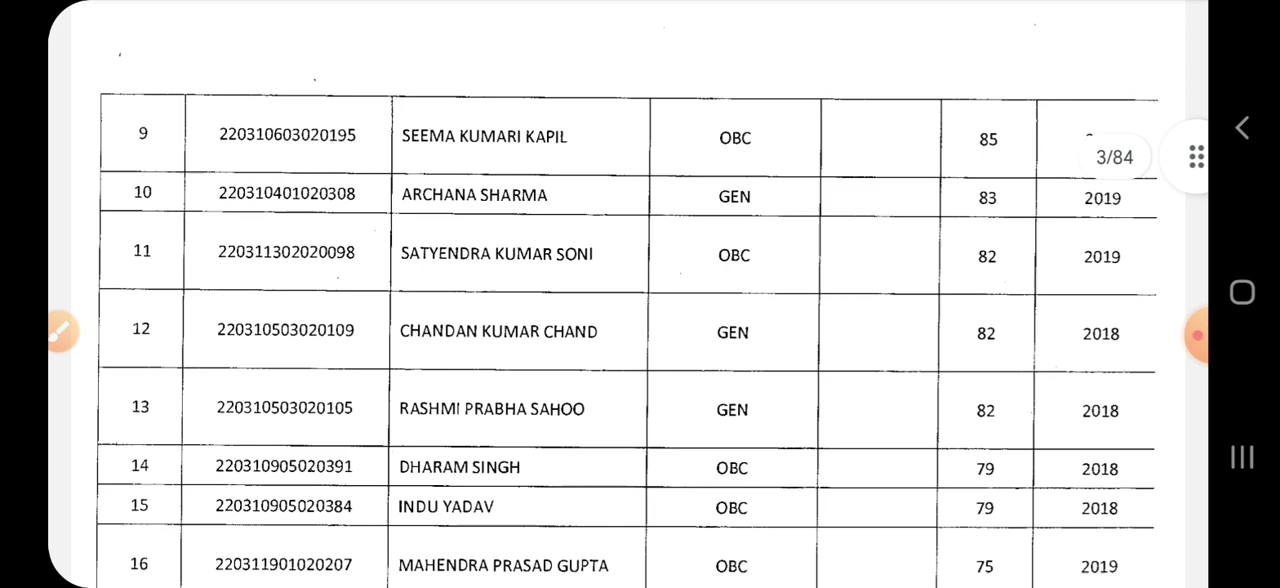 9 220310603020195 SEEMA KUMARI KAPIL OBC 85
3/84
10 220310401020308 ARCHANA SHARMA GEN 83 2019
11 220311302020098 SATYENDRA KUMAR SONI OBC 82 2019
12 220310503020109 CHANDAN KUMAR CHAND GEN 82 2018
13 220310503020105 RASHMI PRABHA SAHOO GEN 82 2018
14 220310905020391 DHARAM SINGH OBC 79 2018
15 220310905020384 INDU YADAV OBC 79 2018
16 220311901020207 MAHENDRA PRASAD GUPTA OBC 75 2019